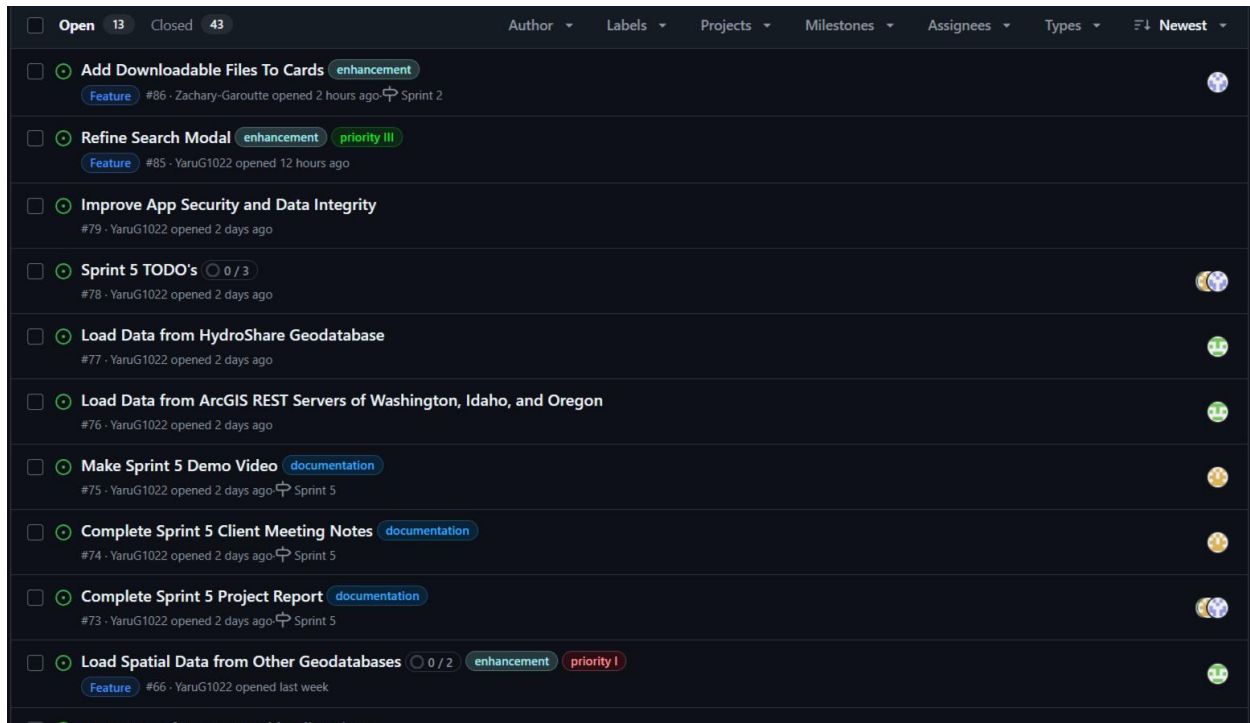 Open 13 Closed 43 Author Labels Projects Milestones Assignees Types Newest
Add Downloadable Files To Cards enhancement
Feature #86 · Zachary-Garoutte opened 2 hours ago · Sprint 2
Refine Search Modal enhancement priority III
Feature #85 · YaruG1022 opened 12 hours ago
Improve App Security and Data Integrity
#79 · YaruG1022 opened 2 days ago
Sprint 5 TODO's 0 / 3
#78 · YaruG1022 opened 2 days ago
Load Data from HydroShare Geodatabase
#77 · YaruG1022 opened 2 days ago
Load Data from ArcGIS REST Servers of Washington, Idaho, and Oregon
#76 · YaruG1022 opened 2 days ago
Make Sprint 5 Demo Video documentation
#75 · YaruG1022 opened 2 days ago · Sprint 5
Complete Sprint 5 Client Meeting Notes documentation
#74 · YaruG1022 opened 2 days ago · Sprint 5
Complete Sprint 5 Project Report documentation
#73 · YaruG1022 opened 2 days ago · Sprint 5
Load Spatial Data from Other Geodatabases 0 / 2 enhancement priority I
Feature #66 · YaruG1022 opened last week